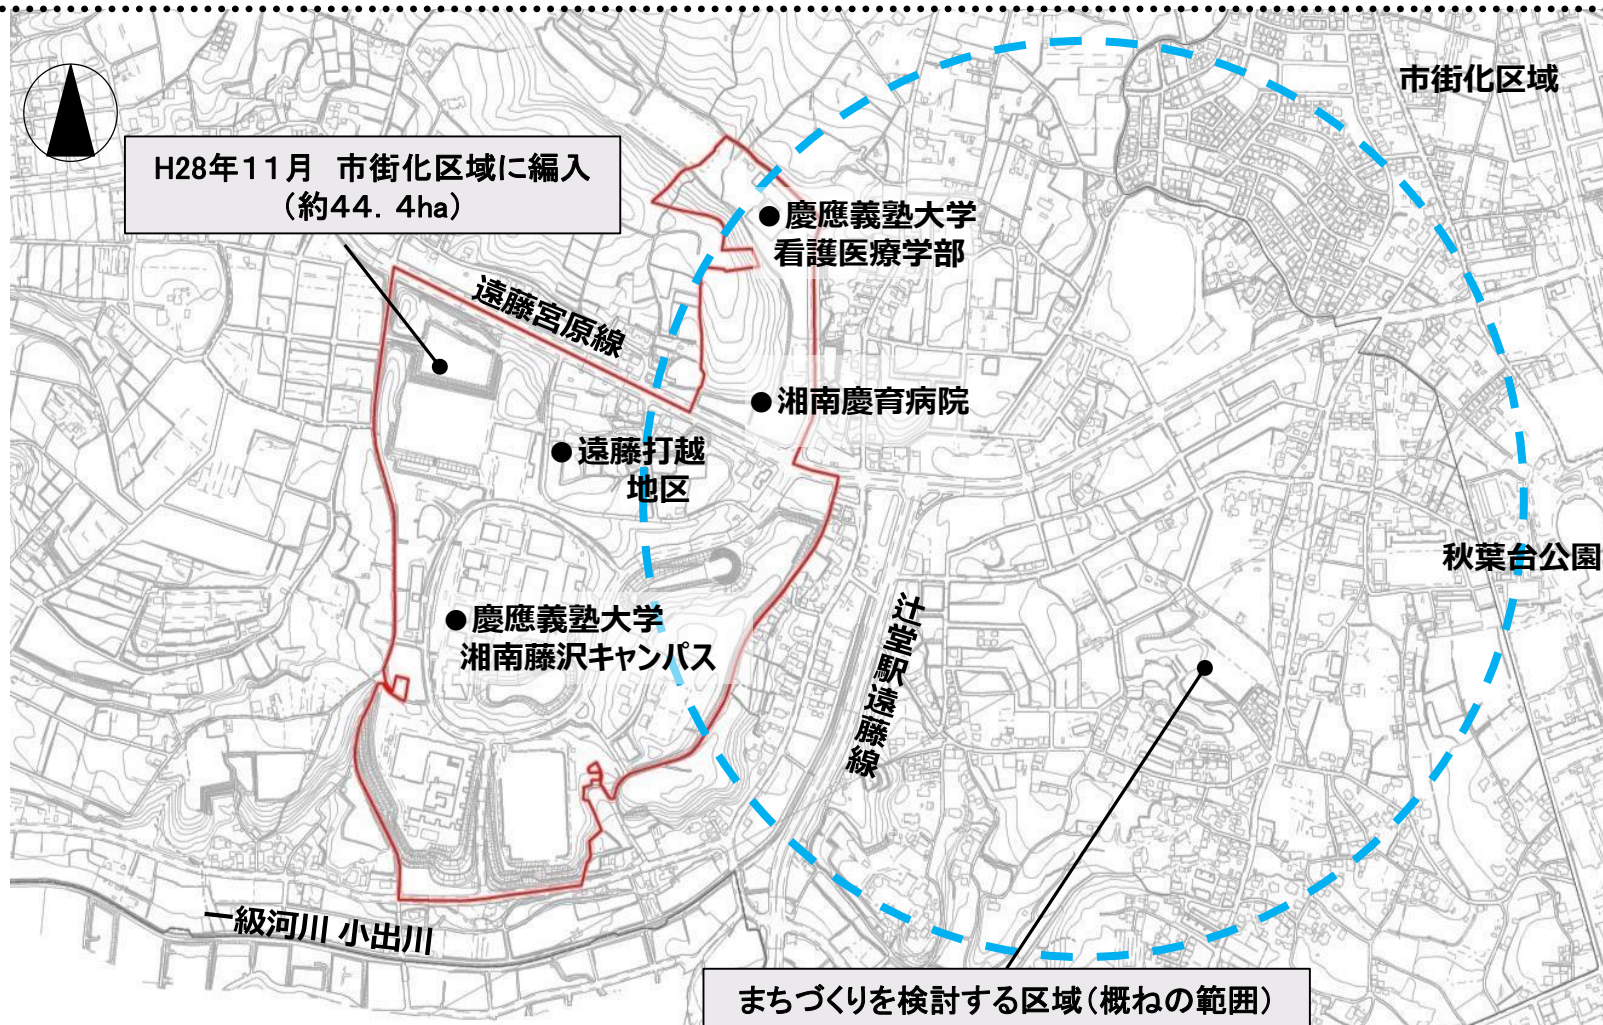 市街化区域
H28年11月　市街化区域に編入
（約44．4ha）
●慶應義塾大学
看護医療学部
遠藤宮原線
●湘南慶育病院
●遠藤打越
地区
秋葉台公園
●慶應義塾大学
湘南藤沢キャンパス
辻堂駅遠藤線
一級河川 小出川
まちづくりを検討する区域（概ねの範囲）